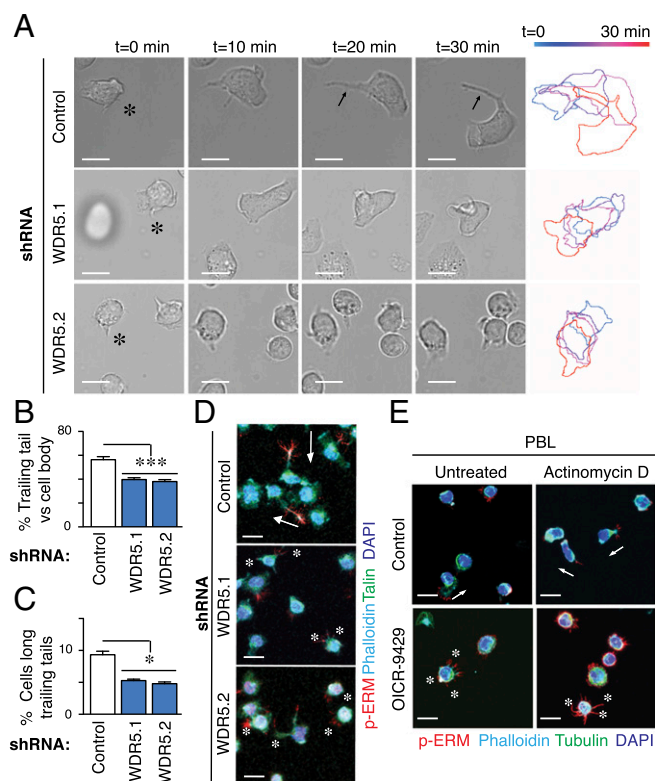 A
t=0 min t=10 min t=20 min t=30 min
t=0 30 min
shRNA
Control
*
WDR5.1
*
WDR5.2
*
B
% Trailing tail
vs cell body
80
0
***
shRNA:
Control
WDR5.1
WDR5.2
C
% Cells long
trailing tails
15
0
*
shRNA:
Control
WDR5.1
WDR5.2
D
shRNA
Control
WDR5.1
* *
* *
WDR5.2
* * * * *
p-ERM Phalloidin Talin DAPI
E
PBL
Untreated Actinomycin D
Control
OICR-9429
* * *
* * *
p-ERM Phalloidin Tubulin DAPI